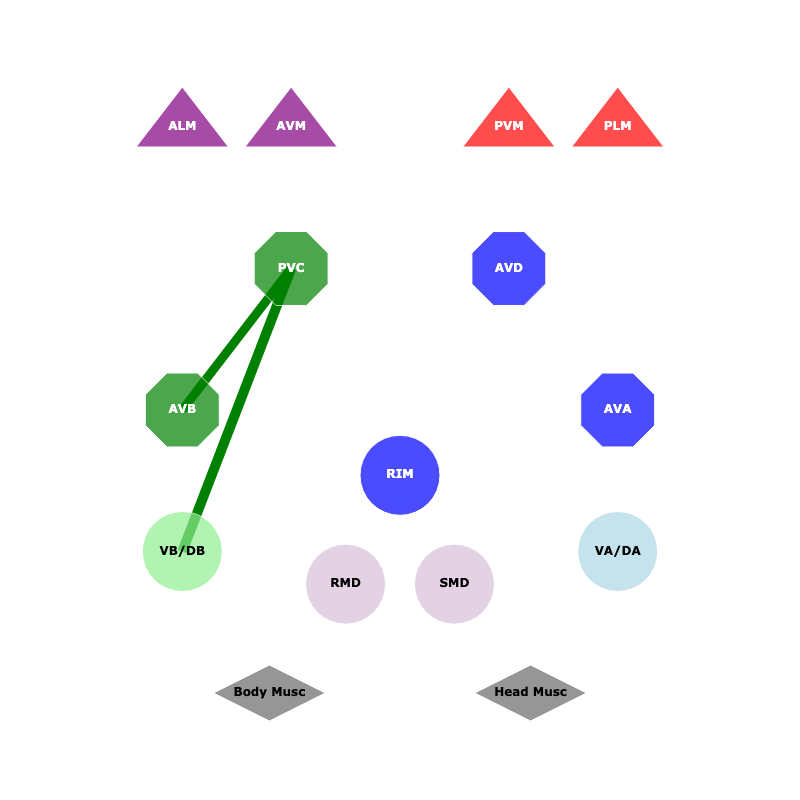 ALM
AVM
PVM
PLM
PVC
AVD
AVB
AVA
RIM
VB/DB
VA/DA
RMD
SMD
Body Musc
Head Musc